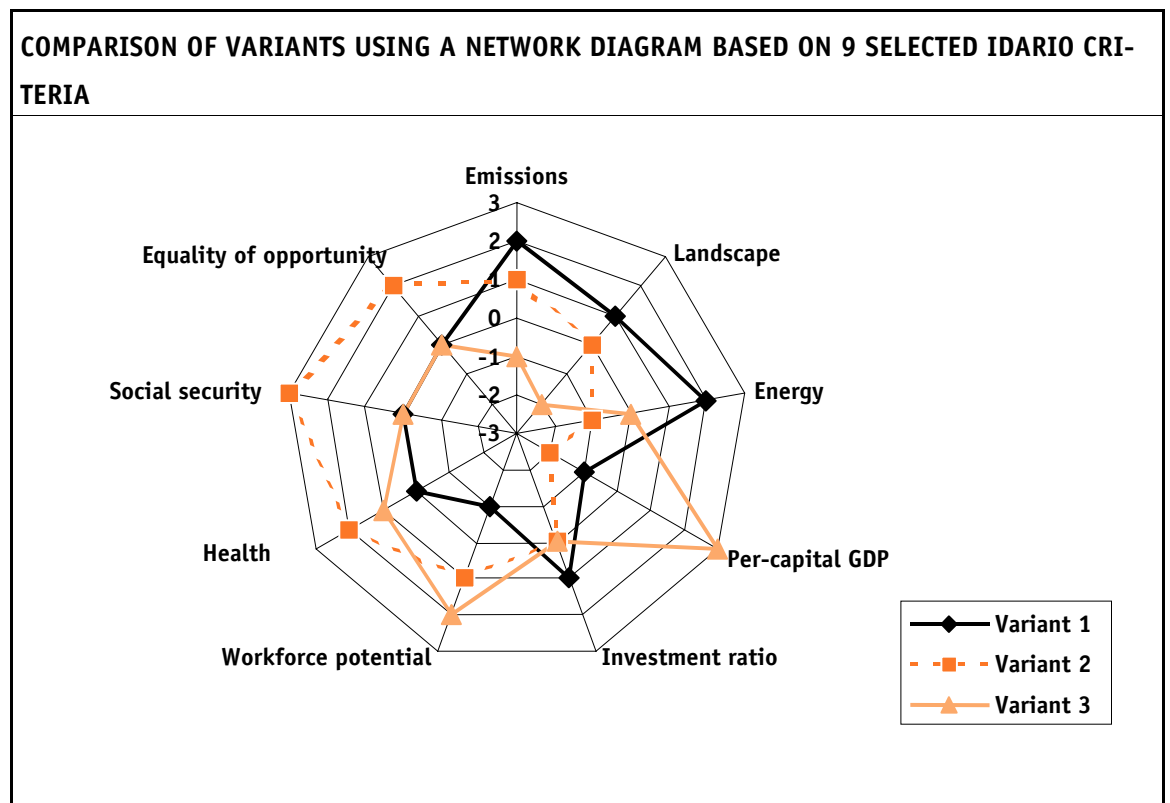 COMPARISON OF VARIANTS USING A NETWORK DIAGRAM BASED ON 9 SELECTED IDARIO CRI-
TERIA
Emissions
3
2
1
0
-1
-2
-3
Landscape
Energy
Per-capital GDP
Investment ratio
Workforce potential
Health
Social security
Equality of opportunity
Variant 1
Variant 2
Variant 3